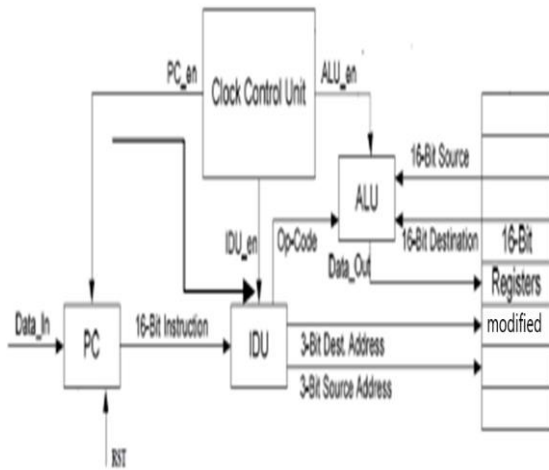 PC_en
Clock Control Unit
ALU_en
16-Bit Source
ALU
IDU_en
Op-Code
16-Bit Destination
16-Bit
Data_Out
Registers
Data_In
PC
16-Bit Instruction
IDU
3-Bit Dest. Address
modified
3-Bit Source Address
RST